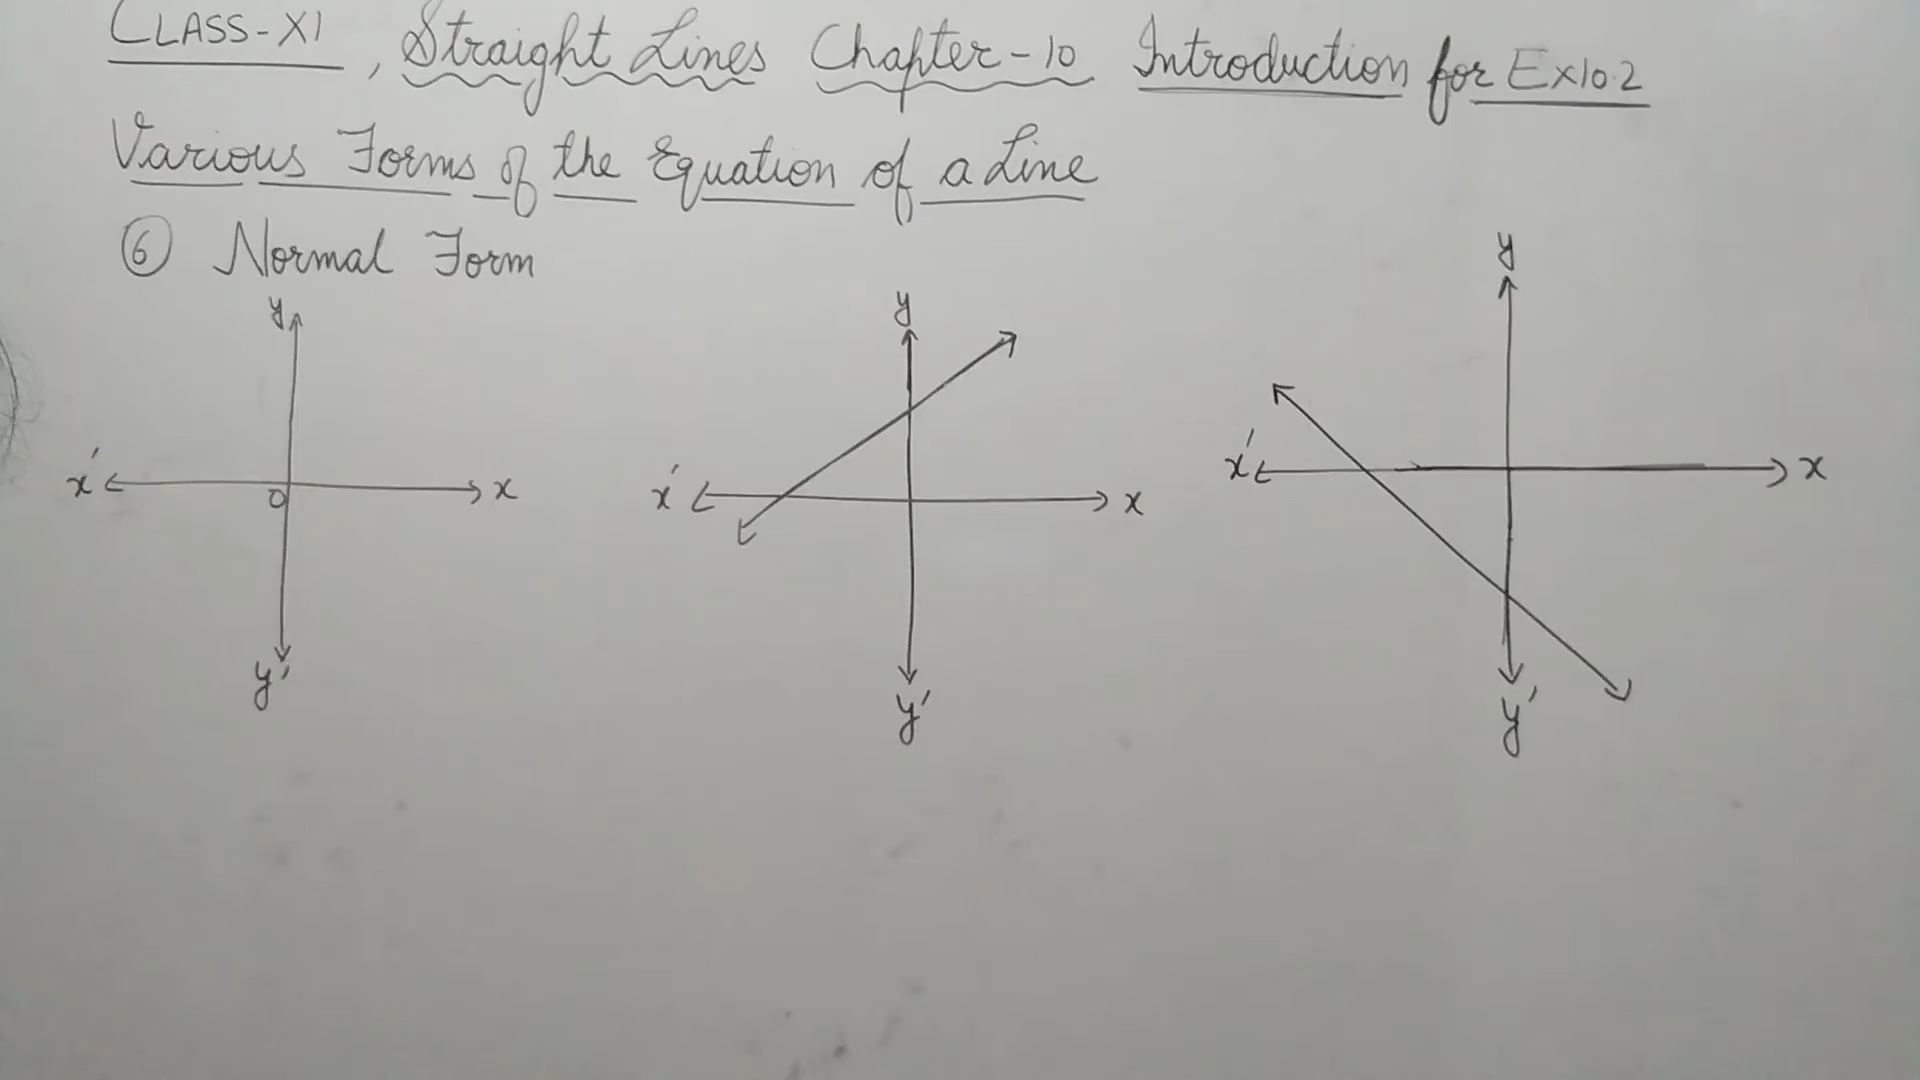 CLASS-XI, Straight Lines Chapter-10 Introduction for Ex10.2
Various Forms of the Equation of a Line
⑥ Normal Form
y
x' x
O
y'
y
x' x
y'
y
x' x
y'